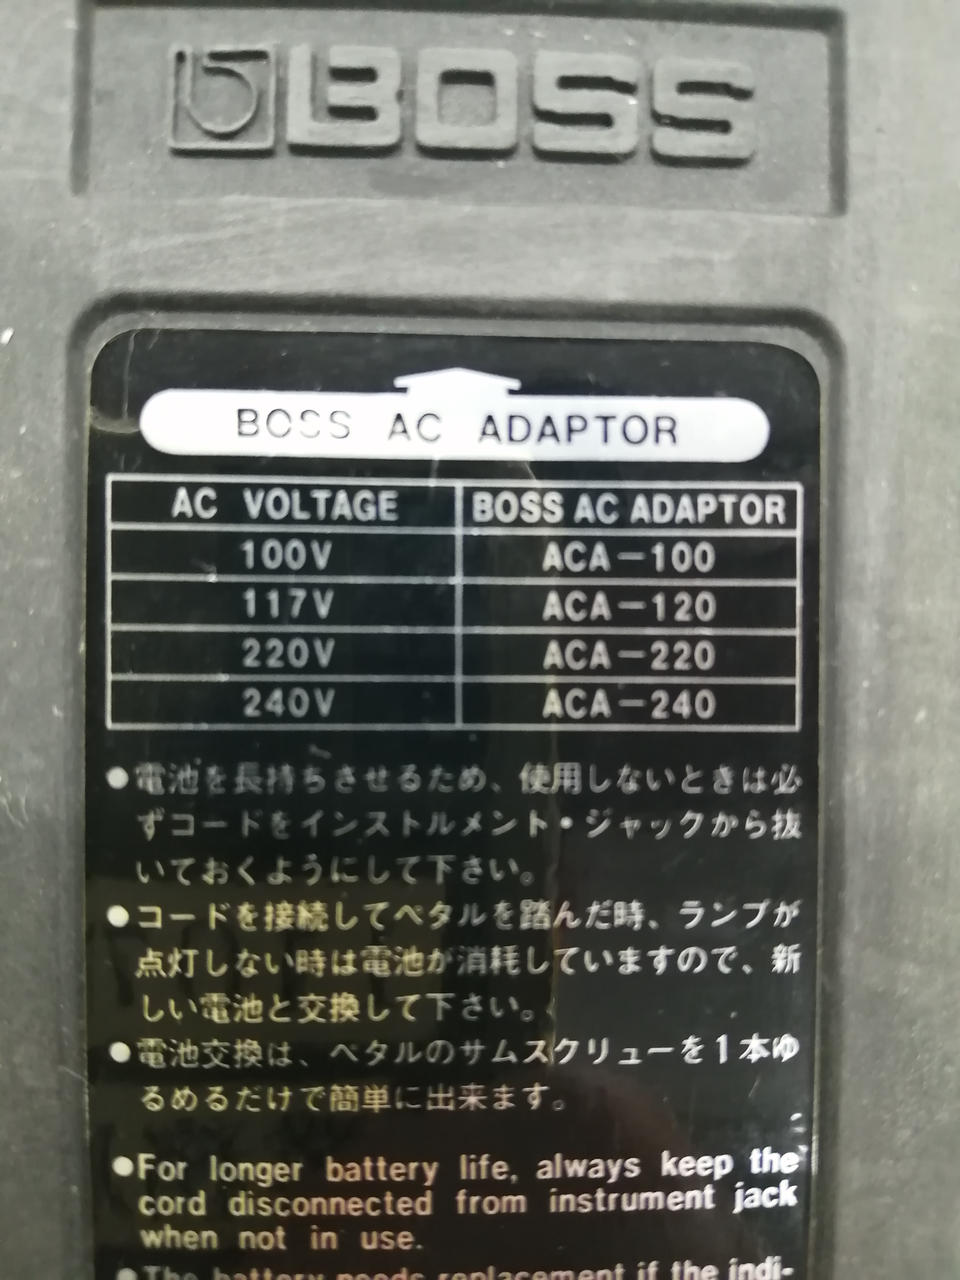 BOSS
BOSS AC ADAPTOR
AC VOLTAGE BOSS AC ADAPTOR
100V ACA-100
117V ACA-120
220V ACA-220
240V ACA-240
●電池を長持ちさせるため、使用しないときは必
ずコードをインストルメント・ジャックから抜
いておくようにして下さい。
●コードを接続してペタルを踏んだ時、ランプが
点灯しない時は電池が消耗していますので、新
しい電池と交換して下さい。
●電池交換は、ペタルのサムスクリューを1本ゆ
るめるだけで簡単に出来ます。
●For longer battery life, always keep the
cord disconnected from instrument jack
when not in use.
●The battery needs replacement if the indi-